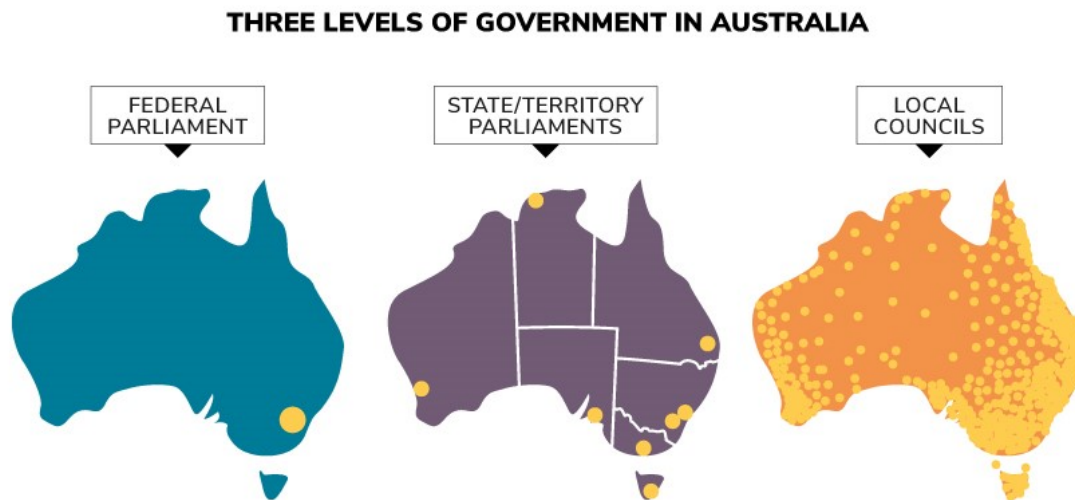 THREE LEVELS OF GOVERNMENT IN AUSTRALIA
FEDERAL
PARLIAMENT
STATE/TERRITORY
PARLIAMENTS
LOCAL
COUNCILS